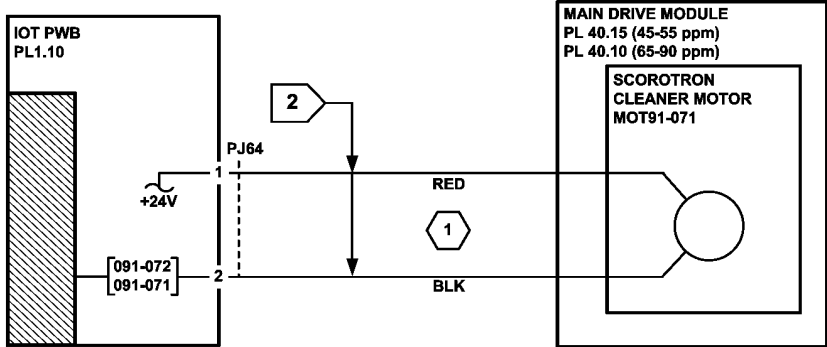 IOT PWB
PL1.10
MAIN DRIVE MODULE
PL 40.15 (45-55 ppm)
PL 40.10 (65-90 ppm)
SCOROTRON
CLEANER MOTOR
MOT91-071
2
PJ64
1
+24V
RED
1
091-072
091-071
2
BLK